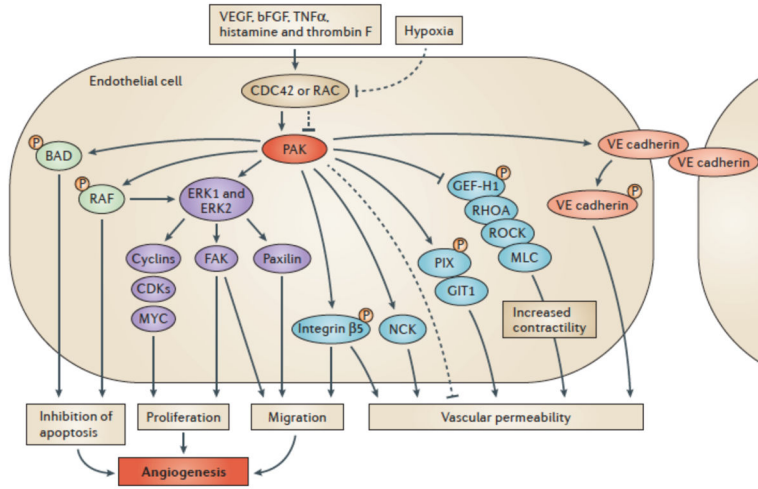 VEGF, bFGF, TNFα,
histamine and thrombin F
Hypoxia
Endothelial cell
CDC42 or RAC
P
BAD
PAK
VE cadherin
VE cadherin
P
RAF
ERK1 and
ERK2
P
GEF-H1
RHOA
ROCK
MLC
P
VE cadherin
Cyclins
CDKs
MYC
FAK
Paxilin
P
PIX
GIT1
Integrin β5
P
NCK
Increased
contractility
Inhibition of
apoptosis
Proliferation
Migration
Vascular permeability
Angiogenesis